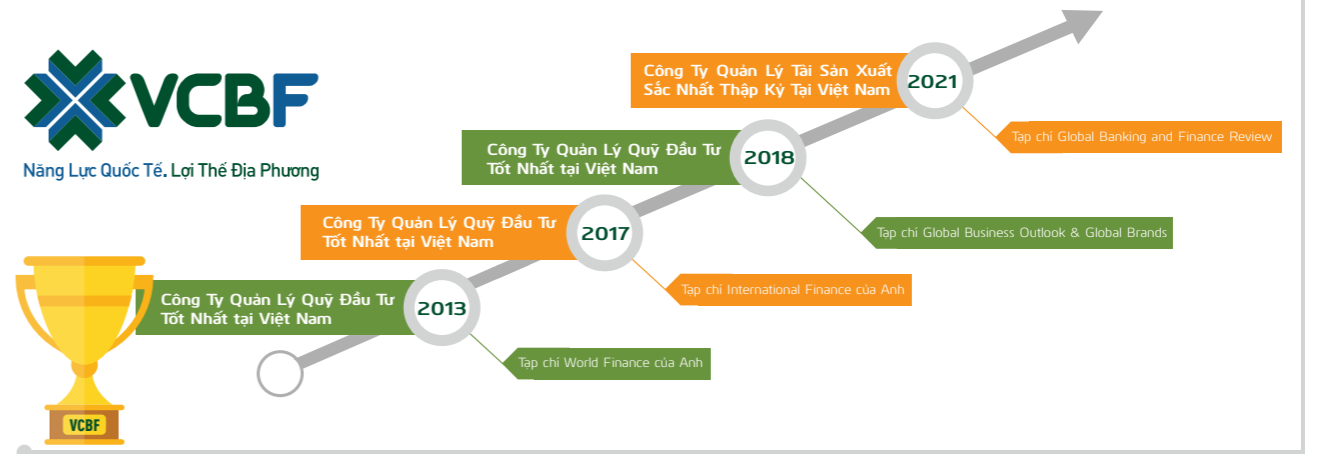 VCBF
Năng Lực Quốc Tế. Lợi Thế Địa Phương
Công Ty Quản Lý Tài Sản Xuất
Sắc Nhất Thập Kỷ Tại Việt Nam
2021
Tạp chí Global Banking and Finance Review
Công Ty Quản Lý Quỹ Đầu Tư
Tốt Nhất tại Việt Nam
2018
Tạp chí Global Business Outlook & Global Brands
Công Ty Quản Lý Quỹ Đầu Tư
Tốt Nhất tại Việt Nam
2017
Tạp chí International Finance của Anh
Công Ty Quản Lý Quỹ Đầu Tư
Tốt Nhất tại Việt Nam
2013
Tạp chí World Finance của Anh
VCBF